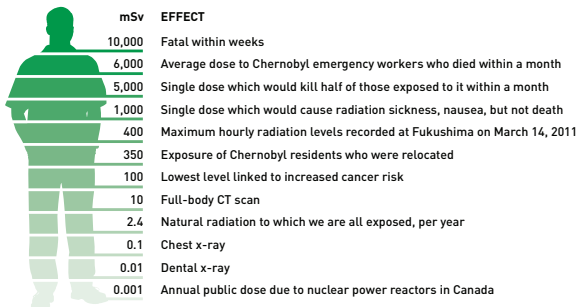 mSv EFFECT
10,000 Fatal within weeks
6,000 Average dose to Chernobyl emergency workers who died within a month
5,000 Single dose which would kill half of those exposed to it within a month
1,000 Single dose which would cause radiation sickness, nausea, but not death
400 Maximum hourly radiation levels recorded at Fukushima on March 14, 2011
350 Exposure of Chernobyl residents who were relocated
100 Lowest level linked to increased cancer risk
10 Full-body CT scan
2.4 Natural radiation to which we are all exposed, per year
0.1 Chest x-ray
0.01 Dental x-ray
0.001 Annual public dose due to nuclear power reactors in Canada